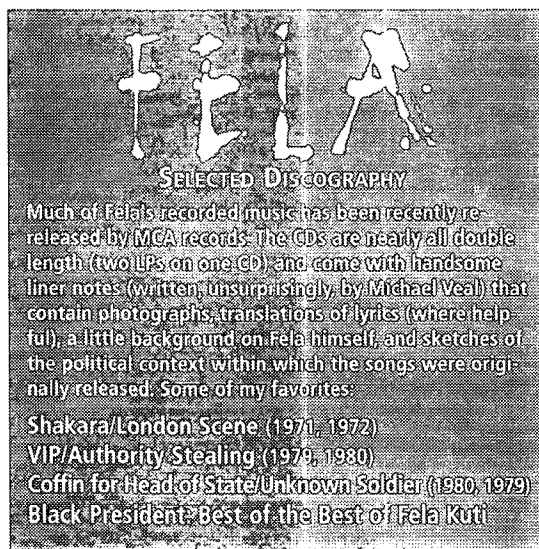 FELA
SELECTED DISCOGRAPHY
Much of Fela's recorded music has been recently re-
released by MCA records. The CDs are nearly all double
length (two LPs on one CD) and come with handsome
liner notes (written, unsurprisingly, by Michael Veal) that
contain photographs, translations of lyrics (where help-
ful), a little background on Fela himself, and sketches of
the political context within which the songs were origi-
nally released. Some of my favorites:
Shakara/London Scene (1971, 1972)
VIP/Authority Stealing (1979, 1980)
Coffin for Head of State/Unknown Soldier (1980, 1979)
Black President: Best of the Best of Fela Kuti